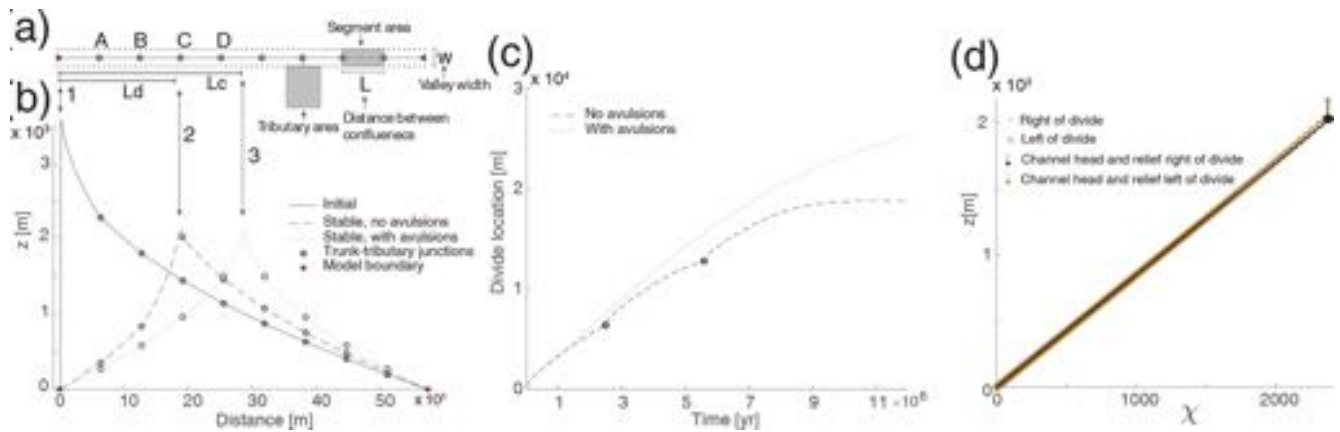 (a)
A B C D
Segment area
W
Valley width
Ld
Lc
L
Tributary area
Distance between
confluences
(b)
1
2
3
x 10³
3
2
1
0
z [m]
Initial
Stable, no avulsions
Stable, with avulsions
Trunk-tributary junctions
Model boundary
0 10 20 30 40 50
Distance [m]
(c)
x 10⁴
3
2
1
0
Divide location [m]
No avulsions
With avulsions
1 3 5 7 9 11
Time [yr]
(d)
2
1
0
z[m]
Right of divide
Left of divide
Channel head and relief right of divide
Channel head and relief left of divide
0 1000 2000
χ